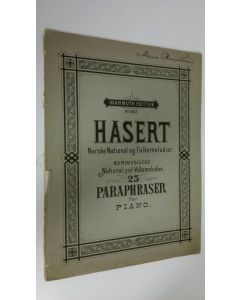 WARMUTH EDITION
HASERT
Norske National og Folkemelodier
NORWEGISCHE
National und Volksmelodien
25
PARAPHRASER
for
PIANO.